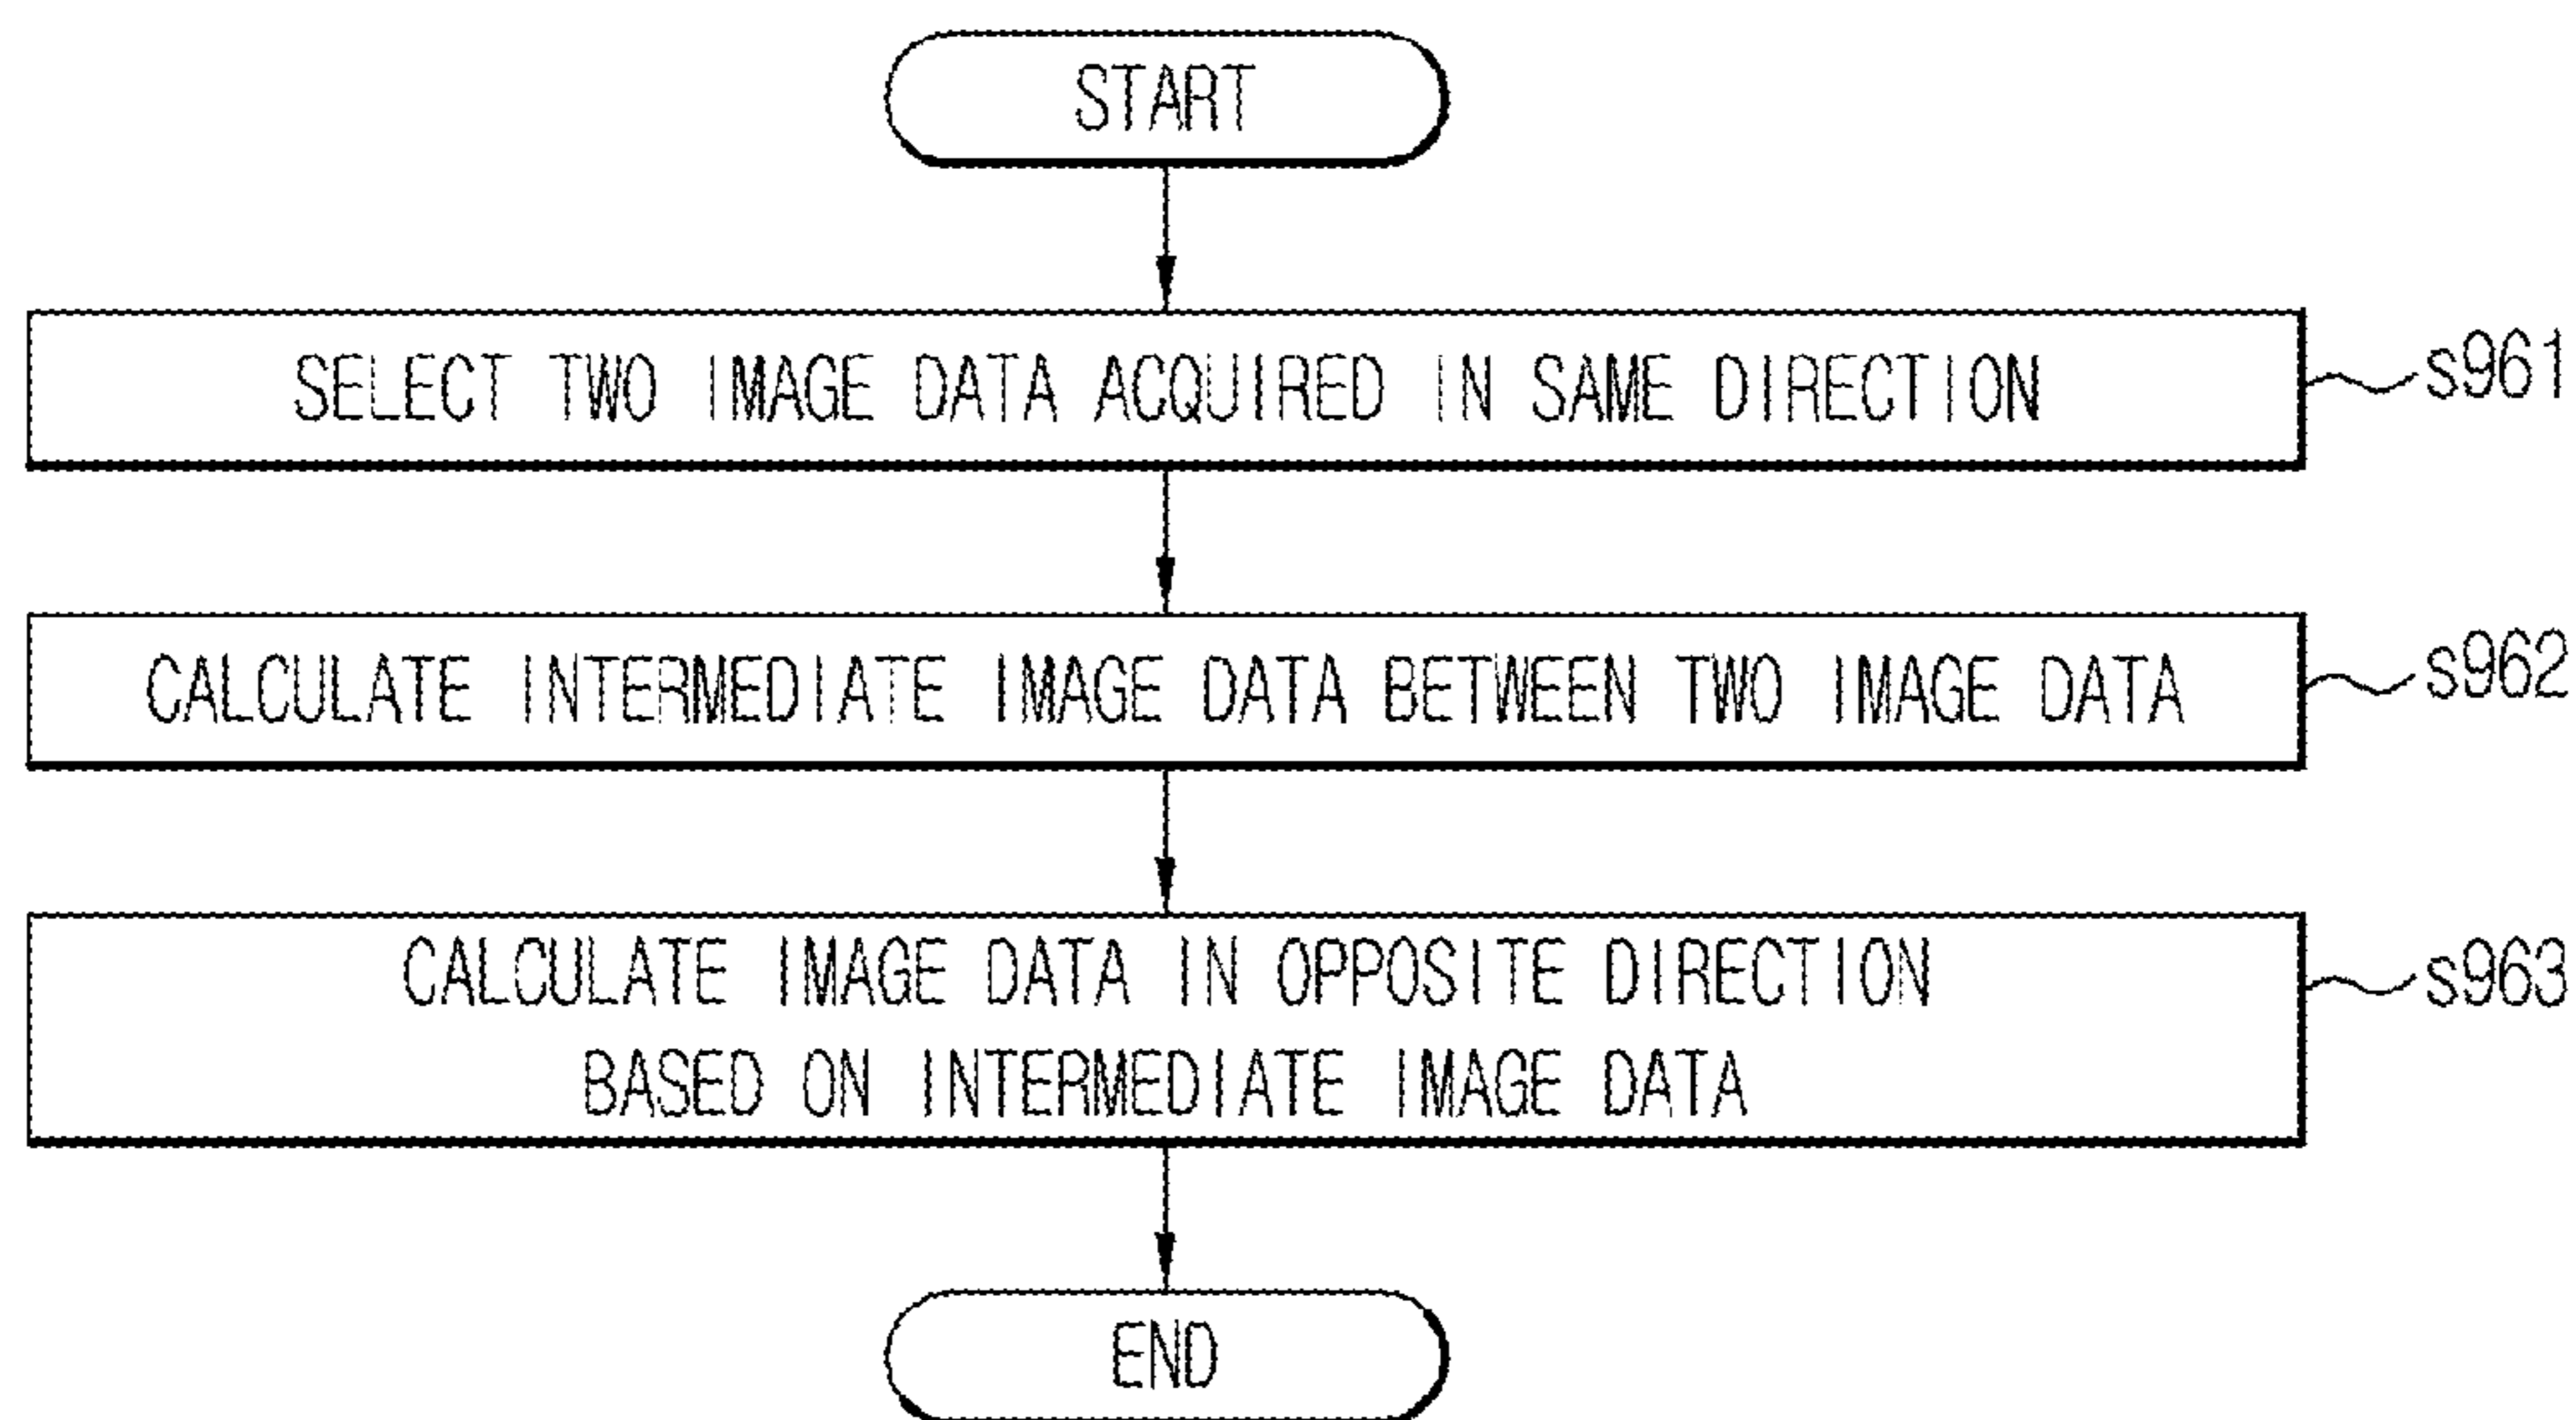 START
SELECT TWO IMAGE DATA ACQUIRED IN SAME DIRECTION
s961
CALCULATE INTERMEDIATE IMAGE DATA BETWEEN TWO IMAGE DATA
s962
CALCULATE IMAGE DATA IN OPPOSITE DIRECTION
BASED ON INTERMEDIATE IMAGE DATA
s963
END